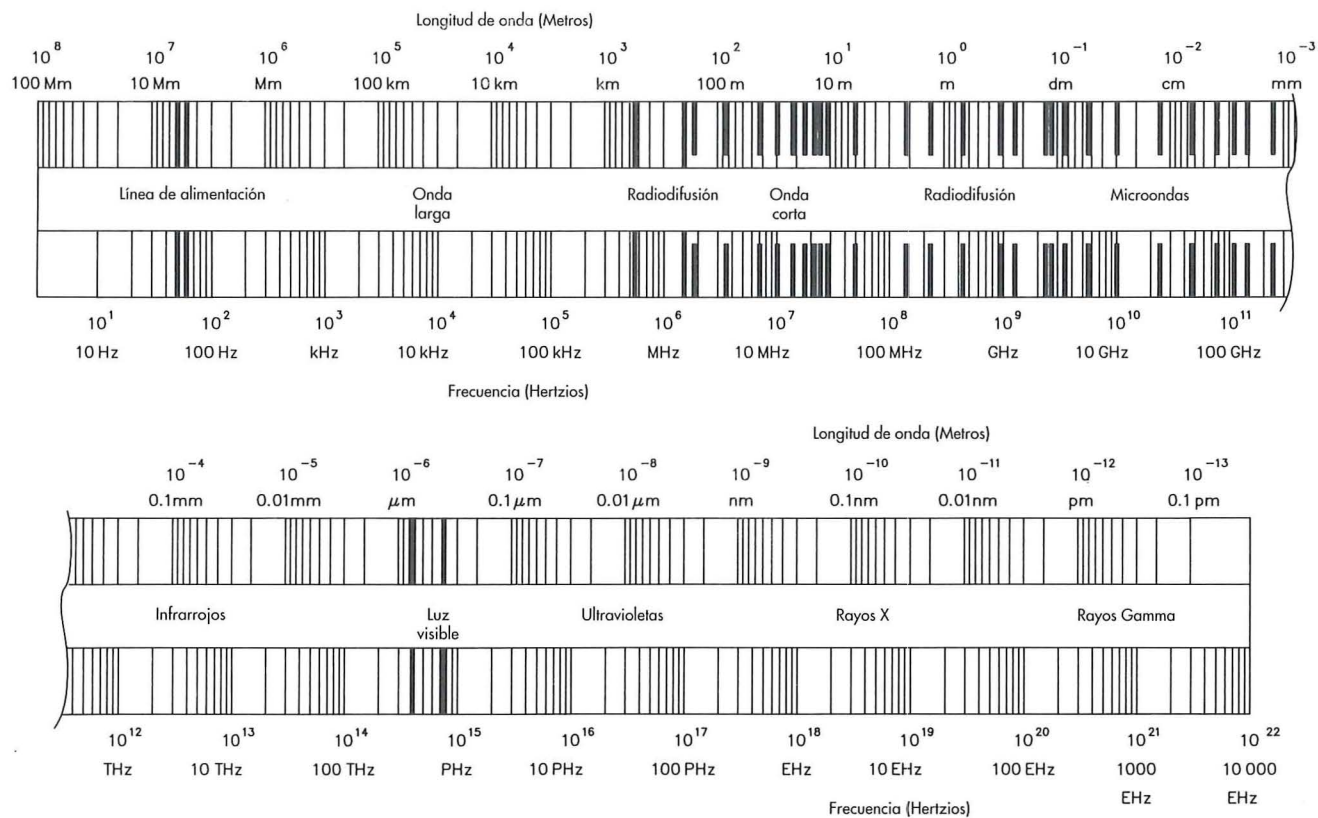 Longitud de onda (Metros)
10^8 10^7 10^6 10^5 10^4 10^3 10^2 10^1 10^0 10^-1 10^-2 10^-3
100 Mm 10 Mm Mm 100 km 10 km km 100 m 10 m m dm cm mm
Línea de alimentación Onda larga Radiodifusión Onda corta Radiodifusión Microondas
10^1 10^2 10^3 10^4 10^5 10^6 10^7 10^8 10^9 10^10 10^11
10 Hz 100 Hz kHz 10 kHz 100 kHz MHz 10 MHz 100 MHz GHz 10 GHz 100 GHz
Frecuencia (Hertzios)
Longitud de onda (Metros)
10^-4 10^-5 10^-6 10^-7 10^-8 10^-9 10^-10 10^-11 10^-12 10^-13
0.1mm 0.01mm μm 0.1μm 0.01μm nm 0.1nm 0.01nm pm 0.1pm
Infrarrojos Luz visible Ultravioletas Rayos X Rayos Gamma
10^12 10^13 10^14 10^15 10^16 10^17 10^18 10^19 10^20 10^21 10^22
THz 10 THz 100 THz PHz 10 PHz 100 PHz EHz 10 EHz 100 EHz 1000 EHz 10 000 EHz
Frecuencia (Hertzios)